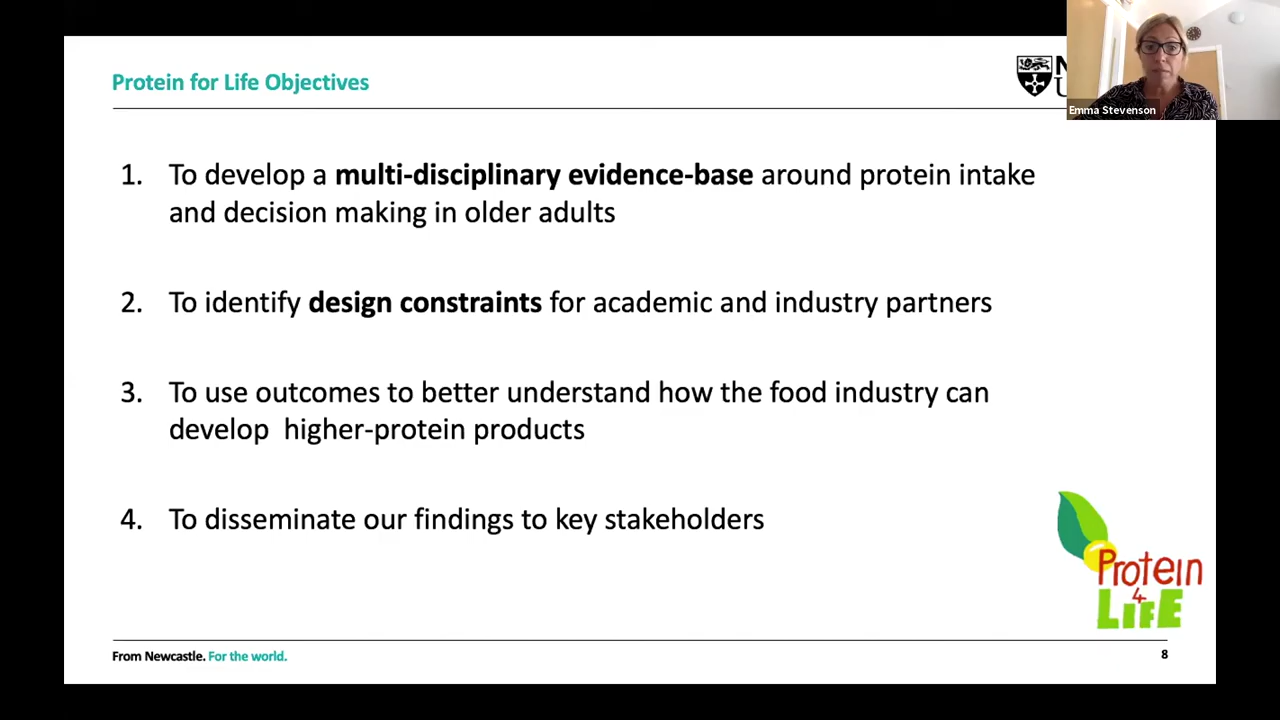 Protein for Life Objectives
Emma Stevenson
1. To develop a multi-disciplinary evidence-base around protein intake
and decision making in older adults
2. To identify design constraints for academic and industry partners
3. To use outcomes to better understand how the food industry can
develop  higher-protein products
4. To disseminate our findings to key stakeholders
Protein
4
LiFE
From Newcastle. For the world.
8